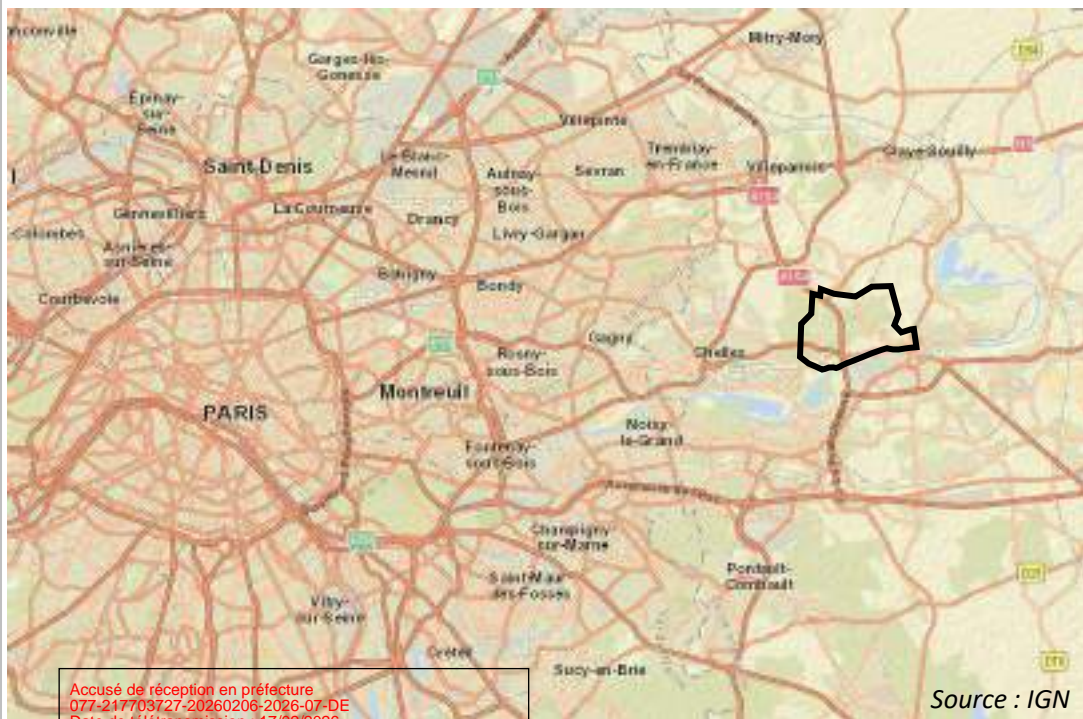 Mitry-Mory
Garges-lès-
Gonesse
Epinay-
sur-
Seine
Villepinte
Saint-Denis
Le Blanc-
Mesnil
Aulnay-
sous-
Bois
Sevran
Tremblay-
en-France
Villeparisis
Claye-Souilly
Gennevilliers
La Courneuve
Drancy
Livry-Gargan
-Colombes
Asnières-
sur-Seine
Bobigny
Bondy
Courbevoie
Gagny
Chelles
Rosny-
sous-Bois
Montreuil
PARIS
Noisy-
le-Grand
Fontenay-
sous-Bois
Champigny-
sur-Marne
Pontault-
Combault
Saint-Maur-
des-Fossés
Vitry-
sur-Seine
Créteil
Sucy-en-Brie
Accusé de réception en préfecture
077-217703727-20260206-2026-07-DE
Source : IGN